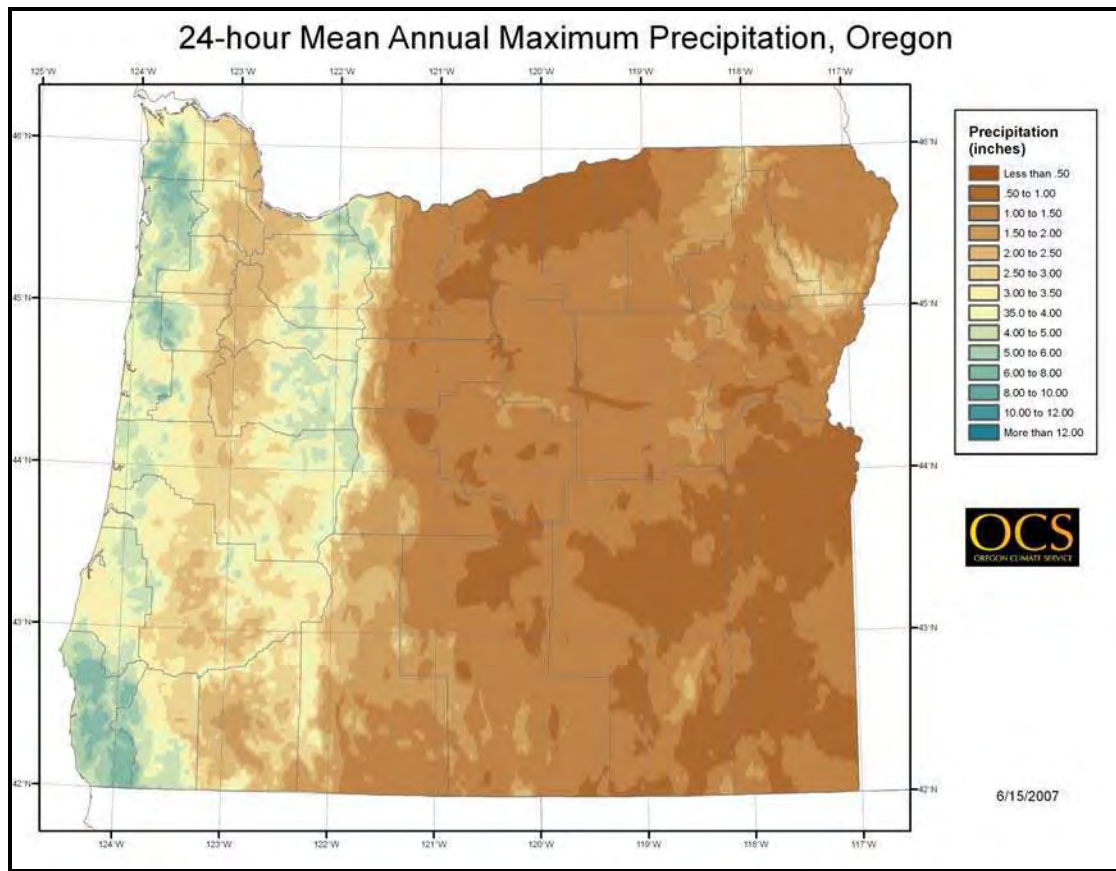 24-hour Mean Annual Maximum Precipitation, Oregon
125°W 124°W 123°W 122°W 121°W 120°W 119°W 118°W 117°W
46°N 46°N
45°N 45°N
44°N 44°N
43°N 43°N
42°N 42°N
124°W 123°W 122°W 121°W 120°W 119°W 118°W 117°W
Precipitation
(inches)
Less than .50
.50 to 1.00
1.00 to 1.50
1.50 to 2.00
2.00 to 2.50
2.50 to 3.00
3.00 to 3.50
35.0 to 4.00
4.00 to 5.00
5.00 to 6.00
6.00 to 8.00
8.00 to 10.00
10.00 to 12.00
More than 12.00
OCS
OREGON CLIMATE SERVICE
6/15/2007